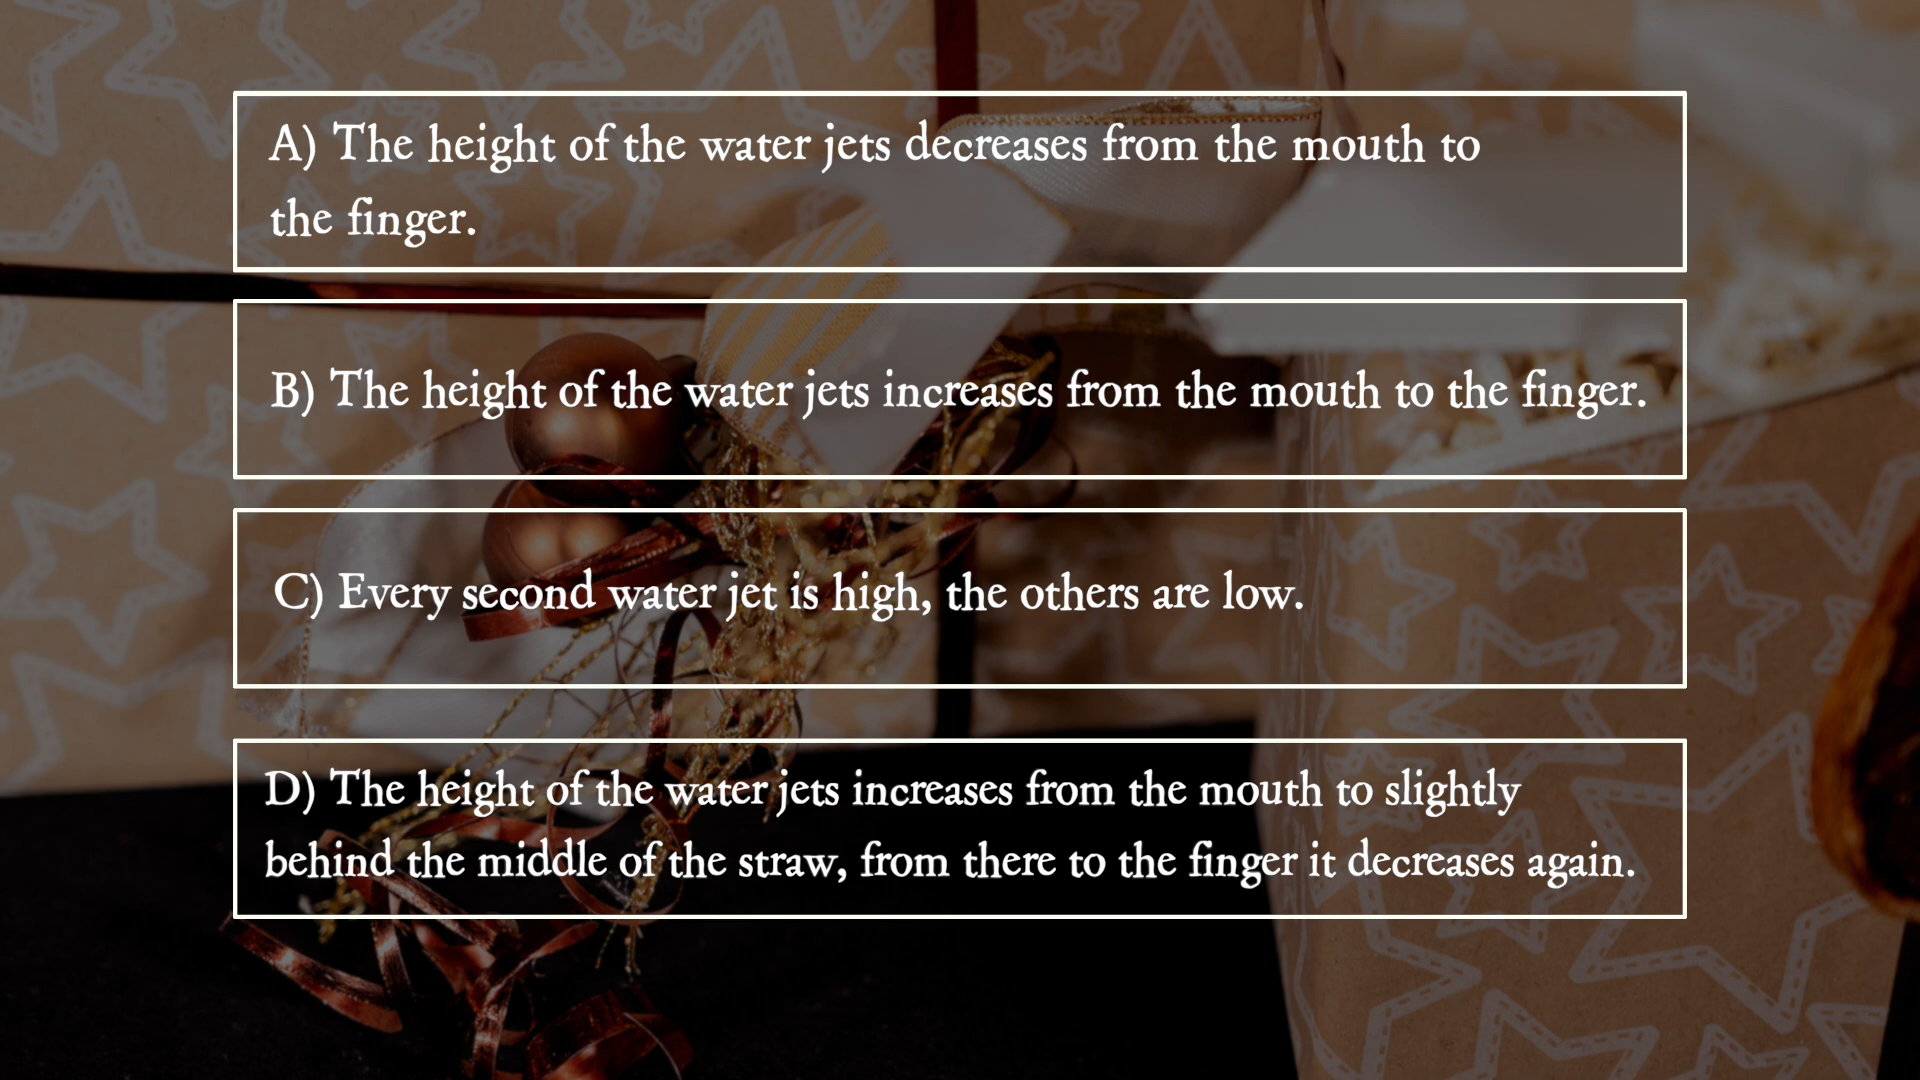 A) The height of the water jets decreases from the mouth to
the finger.
B) The height of the water jets increases from the mouth to the finger.
C) Every second water jet is high, the others are low.
D) The height of the water jets increases from the mouth to slightly
behind the middle of the straw, from there to the finger it decreases again.